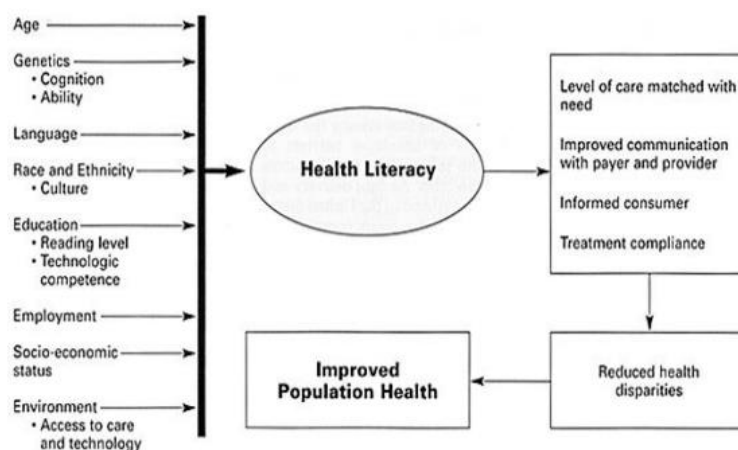 Age
Genetics
• Cognition
• Ability
Language
Race and Ethnicity
• Culture
Education
• Reading level
• Technologic
competence
Employment
Socio-economic
status
Environment
• Access to care
and technology
Health Literacy
Level of care matched with
need
Improved communication
with payer and provider
Informed consumer
Treatment compliance
Reduced health
disparities
Improved
Population Health